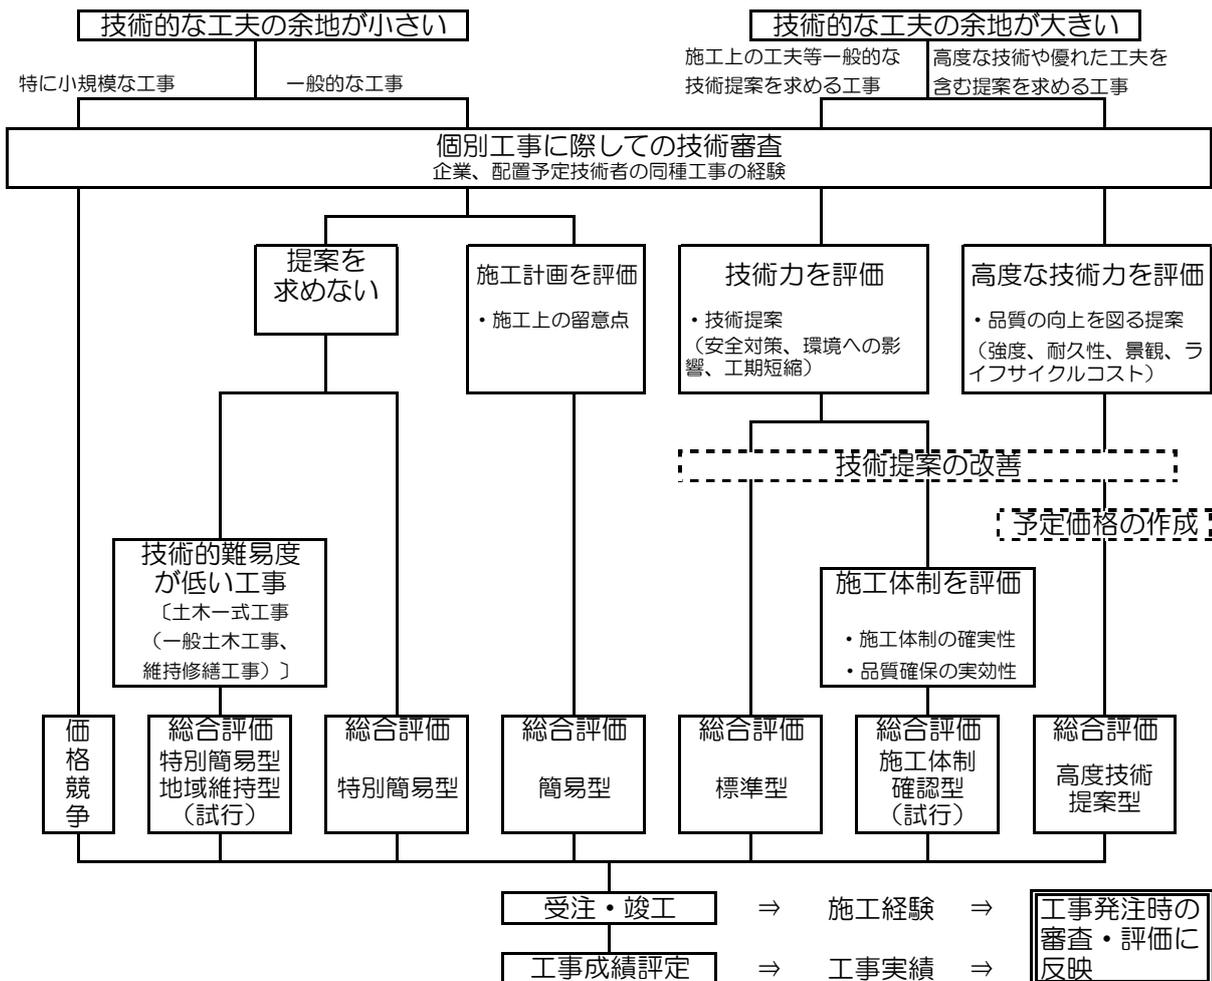 技術的な工夫の余地が小さい
技術的な工夫の余地が大きい
特に小規模な工事
一般的な工事
施工上の工夫等一般的な
技術提案を求める工事
高度な技術や優れた工夫を
含む提案を求める工事
個別工事に際しての技術審査
企業、配置予定技術者の同種工事の経験
提案を
求めない
施工計画を評価
・施工上の留意点
技術力を評価
・技術提案
（安全対策、環境への影
響、工期短縮）
高度な技術力を評価
・品質の向上を図る提案
（強度、耐久性、景観、ラ
イフサイクルコスト）
技術提案の改善
予定価格の作成
技術的難易度
が低い工事
〔土木一式工事
（一般土木工事、
維持修繕工事）〕
施工体制を評価
・施工体制の確実性
・品質確保の実効性
価
格
競
争
総合評価
特別簡易型
地域維持型
（試行）
総合評価
特別簡易型
総合評価
簡易型
総合評価
標準型
総合評価
施工体制
確認型
（試行）
総合評価
高度技術
提案型
受注・竣工 ⇒ 施工経験 ⇒
工事成績評定 ⇒ 工事実績 ⇒
工事発注時の
審査・評価に
反映